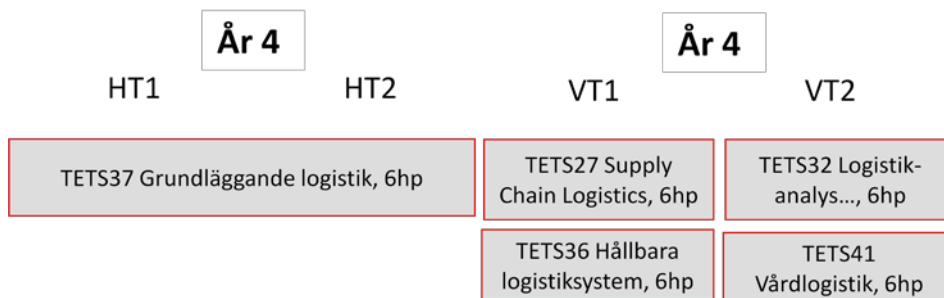 År 4
År 4
HT1
HT2
VT1
VT2
TETS37 Grundläggande logistik, 6hp
TETS27 Supply
Chain Logistics, 6hp
TETS32 Logistik-
analys..., 6hp
TETS36 Hållbara
logistiksystem, 6hp
TETS41
Vårdlogistik, 6hp